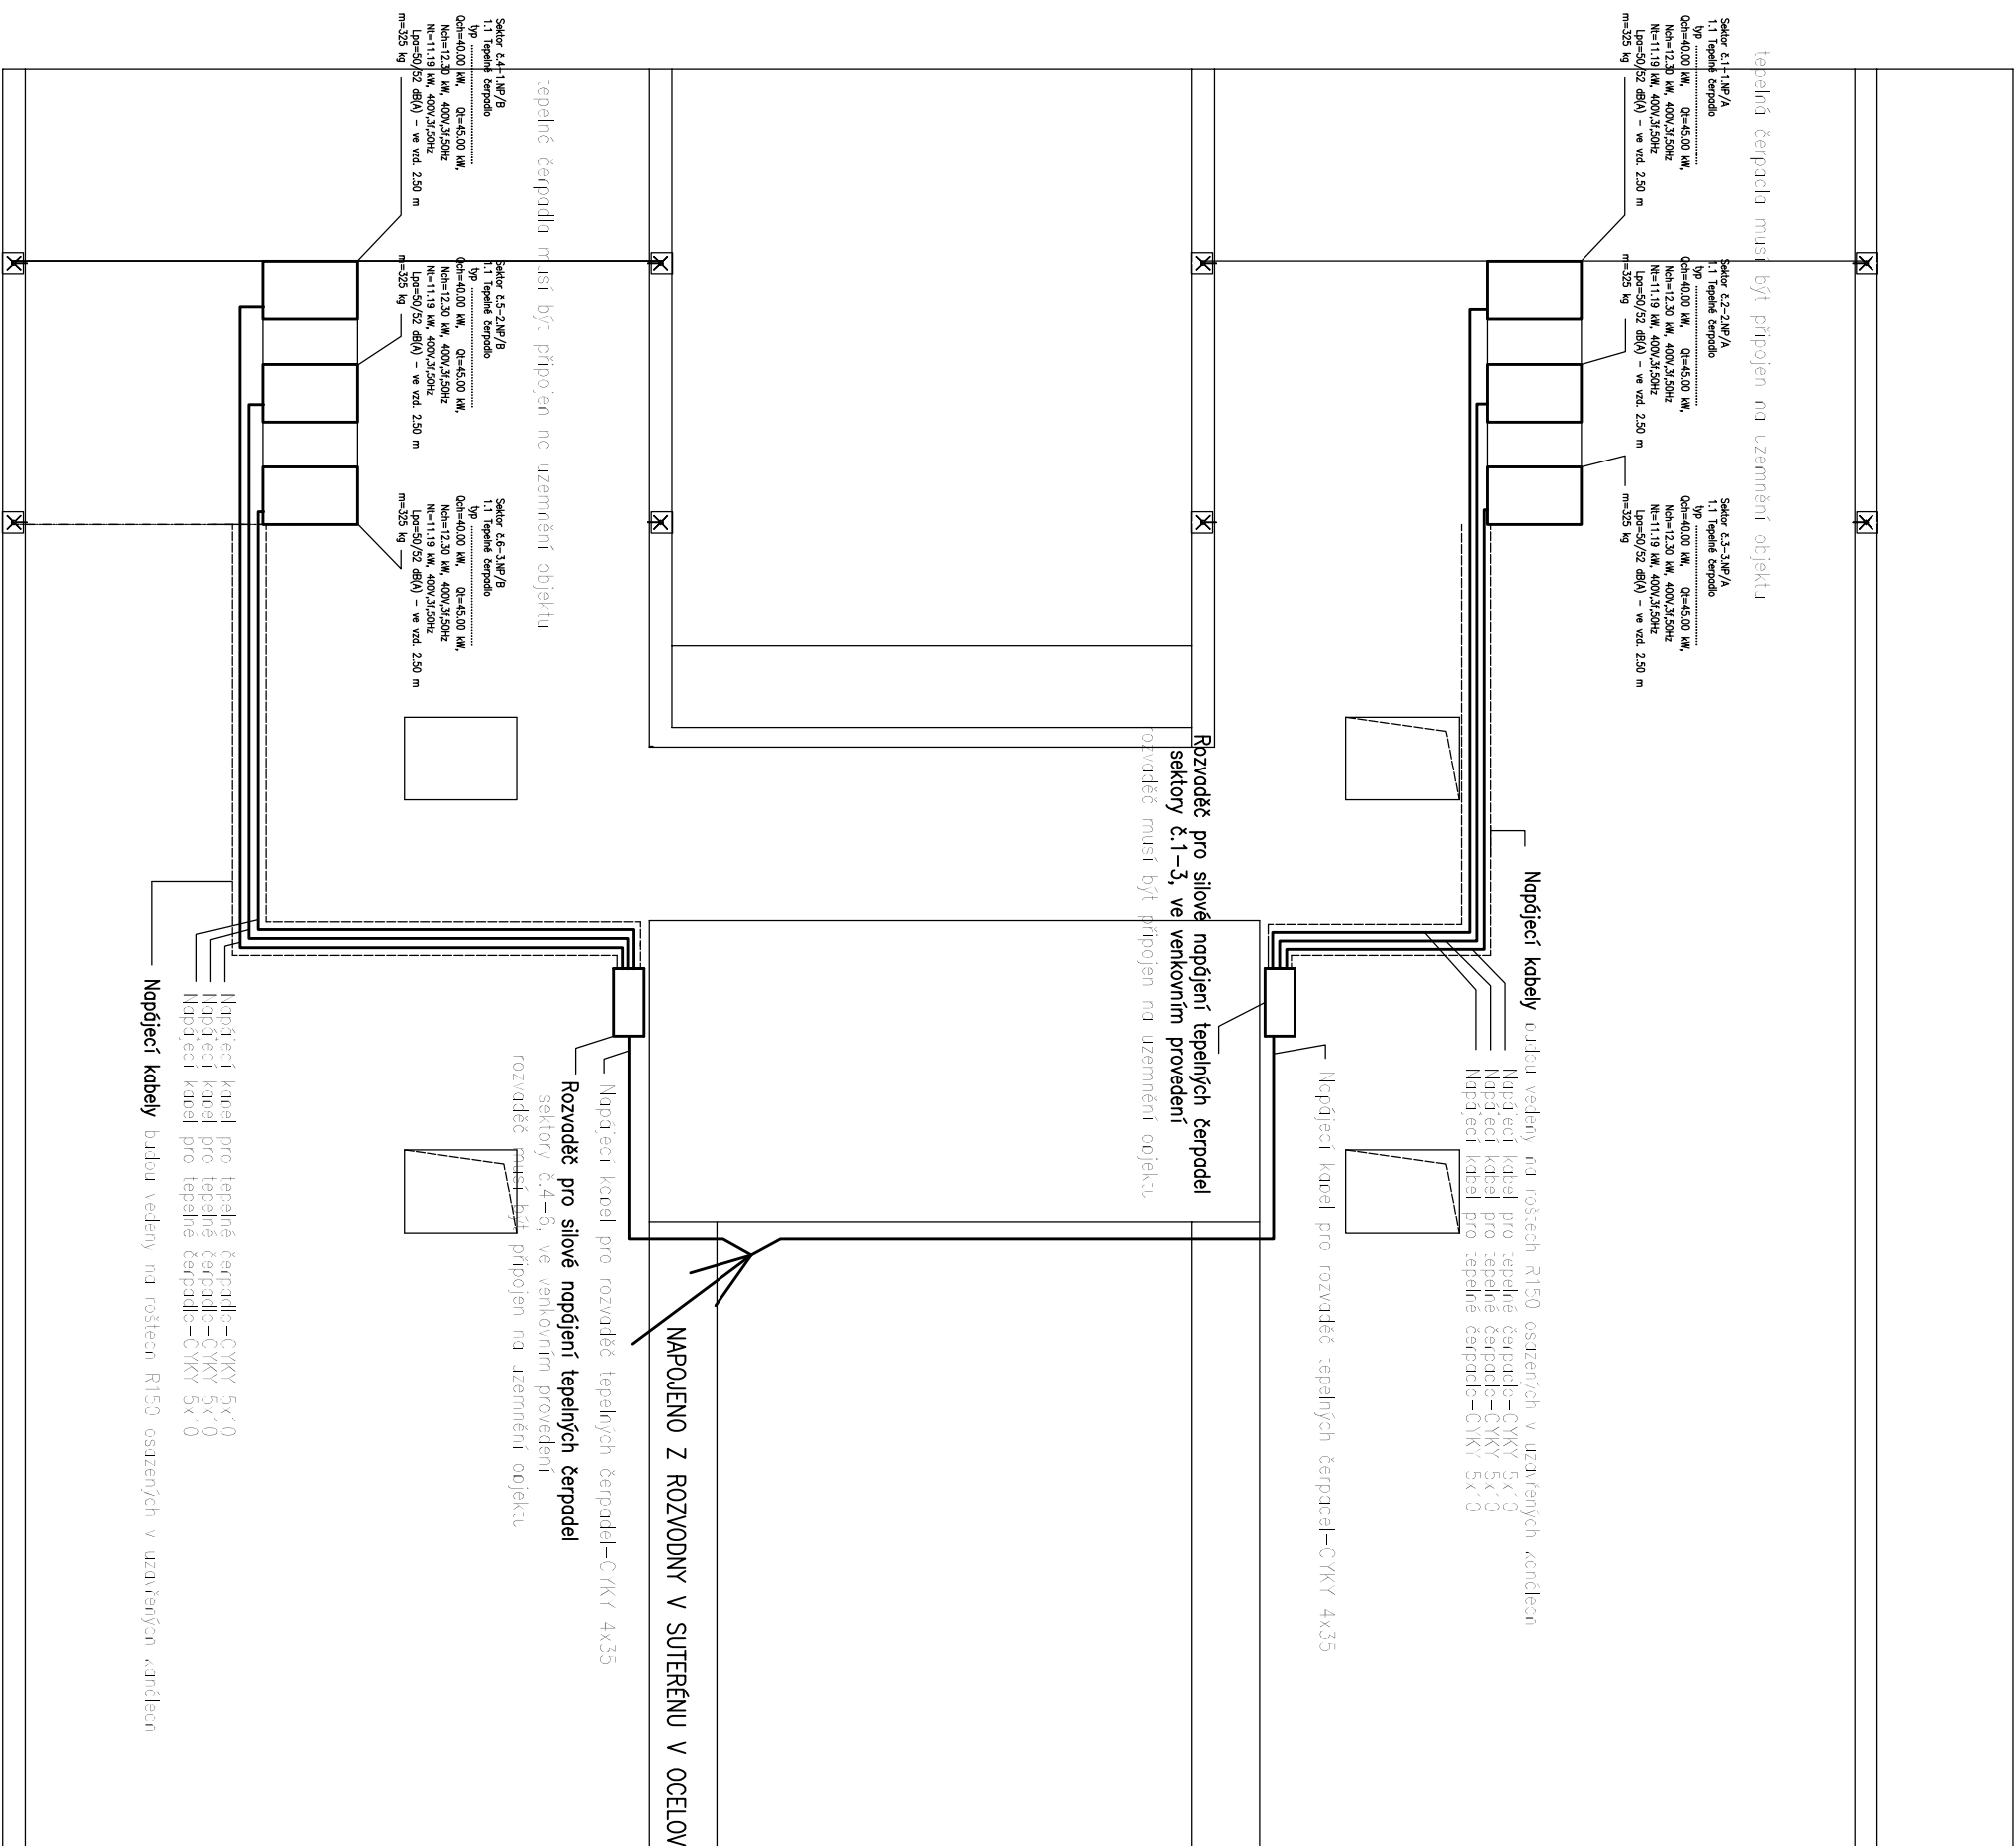 tepelná čerpadla musí být připojen na uzemnění objektu
Sektor č.1-1.NP/A
1.1 Tepelné čerpadlo
typ ..............................
Qch=40.00 kW, Qt=45.00 kW,
Nch=12.30 kW, 400V,3f,50Hz
Nt=11.19 kW, 400V,3f,50Hz
Lpa=50/52 dB(A) - ve vzd. 2.50 m
m=325 kg
Sektor č.2-2.NP/A
1.1 Tepelné čerpadlo
typ ..............................
Qch=40.00 kW, Qt=45.00 kW,
Nch=12.30 kW, 400V,3f,50Hz
Nt=11.19 kW, 400V,3f,50Hz
Lpa=50/52 dB(A) - ve vzd. 2.50 m
m=325 kg
Sektor č.3-3.NP/A
1.1 Tepelné čerpadlo
typ ..............................
Qch=40.00 kW, Qt=45.00 kW,
Nch=12.30 kW, 400V,3f,50Hz
Nt=11.19 kW, 400V,3f,50Hz
Lpa=50/52 dB(A) - ve vzd. 2.50 m
m=325 kg
Napájecí kabely budou vedeny na roštech R150 osazených v uzavřených kanálech
Napájecí kabel pro tepelné čerpadlo-CYKY 5x10
Napájecí kabel pro tepelné čerpadlo-CYKY 5x10
Napájecí kabel pro tepelné čerpadlo-CYKY 5x10
Napájecí kabel pro rozvaděč tepelných čerpadel-CYKY 4x35
Rozvaděč pro silové napájení tepelných čerpadel
sektory č.1-3, ve venkovním provedení
rozvaděč musí být připojen na uzemnění objektu
NAPOJENO Z ROZVODNY V SUTERÉNU V OCELOV
Napájecí kabel pro rozvaděč tepelných čerpadel-CYKY 4x35
Rozvaděč pro silové napájení tepelných čerpadel
sektory č.4-6, ve venkovním provedení
rozvaděč musí být připojen na uzemnění objektu
tepelné čerpadla musí být připojen na uzemnění objektu
Sektor č.4-1.NP/B
1.1 Tepelné čerpadlo
typ ..............................
Qch=40.00 kW, Qt=45.00 kW,
Nch=12.30 kW, 400V,3f,50Hz
Nt=11.19 kW, 400V,3f,50Hz
Lpa=50/52 dB(A) - ve vzd. 2.50 m
m=325 kg
Sektor č.5-2.NP/B
1.1 Tepelné čerpadlo
typ ..............................
Qch=40.00 kW, Qt=45.00 kW,
Nch=12.30 kW, 400V,3f,50Hz
Nt=11.19 kW, 400V,3f,50Hz
Lpa=50/52 dB(A) - ve vzd. 2.50 m
m=325 kg
Sektor č.6-3.NP/B
1.1 Tepelné čerpadlo
typ ..............................
Qch=40.00 kW, Qt=45.00 kW,
Nch=12.30 kW, 400V,3f,50Hz
Nt=11.19 kW, 400V,3f,50Hz
Lpa=50/52 dB(A) - ve vzd. 2.50 m
m=325 kg
Napájecí kabel pro tepelné čerpadlo-CYKY 5x10
Napájecí kabel pro tepelné čerpadlo-CYKY 5x10
Napájecí kabel pro tepelné čerpadlo-CYKY 5x10
Napájecí kabely budou vedeny na roštech R150 osazených v uzavřených kanálech